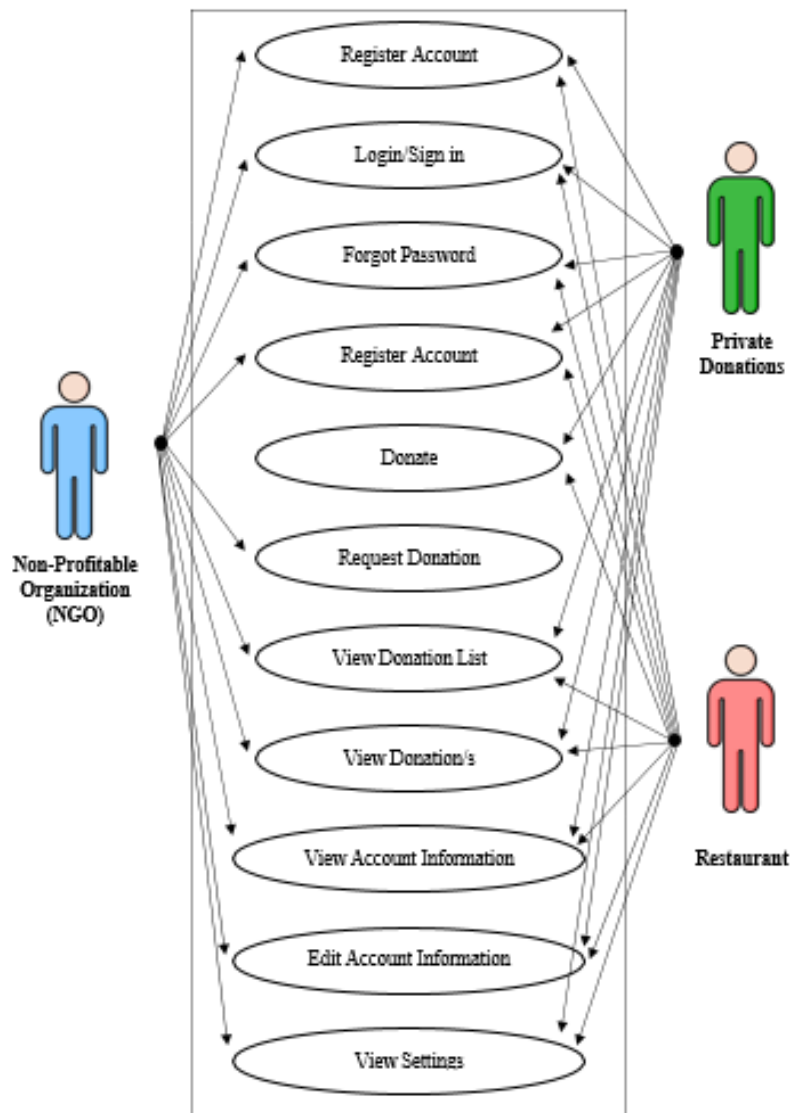 Register Account
Login/Sign in
Forgot Password
Register Account
Donate
Request Donation
View Donation List
View Donation/s
View Account Information
Edit Account Information
View Settings
Non-Profitable
Organization
(NGO)
Private
Donations
Restaurant